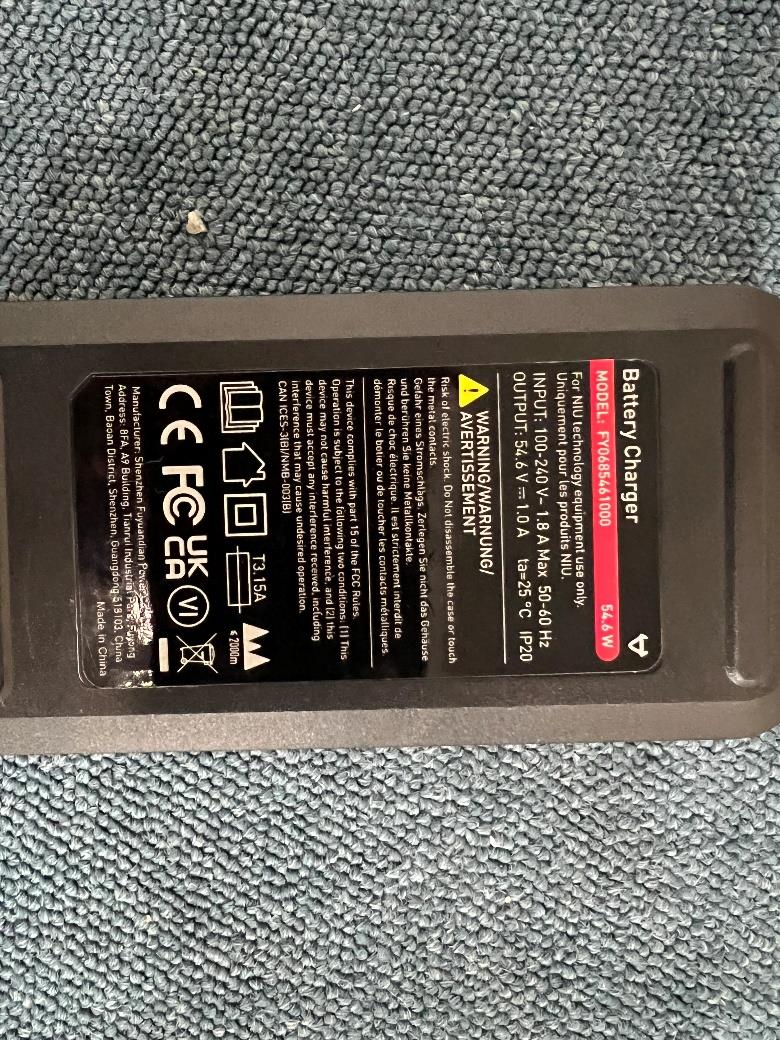 Battery Charger
MODEL: FY0685461000 54.6 W
For NIU technology equipment use only.
Uniquement pour les produits NIU.
INPUT: 100-240 V~ 1.8 A Max 50-60 Hz
OUTPUT: 54.6 V⎓ 1.0 A ta=25 °C IP20
WARNING/WARNUNG/
AVERTISSEMENT
Risk of electric shock. Do Not disassemble the case or touch
the metal contacts.
Gefahr eines Stromschlags. Zerlegen Sie nicht das Gehäuse
und berühren Sie keine Metallkontakte.
Risque de choc électrique. Il est strictement interdit de
démonter le boîtier ou de toucher les contacts métalliques.
This device complies with part 15 of the FCC Rules.
Operation is subject to the following two conditions: (1) This
device may not cause harmful interference, and (2) this
device must accept any interference received, including
interference that may cause undesired operation.
CAN ICES-3(B)/NMB-003(B)
T3.15A
≤ 2000m
CE FC UK
CA VI
Manufacturer: Shenzhen Fuyuandian Power
Address: 8FA, A9 Building, Tianrui Industrial Park, Fuyong
Town, Baoan District, Shenzhen, Guangdong 518103, China
Made in China